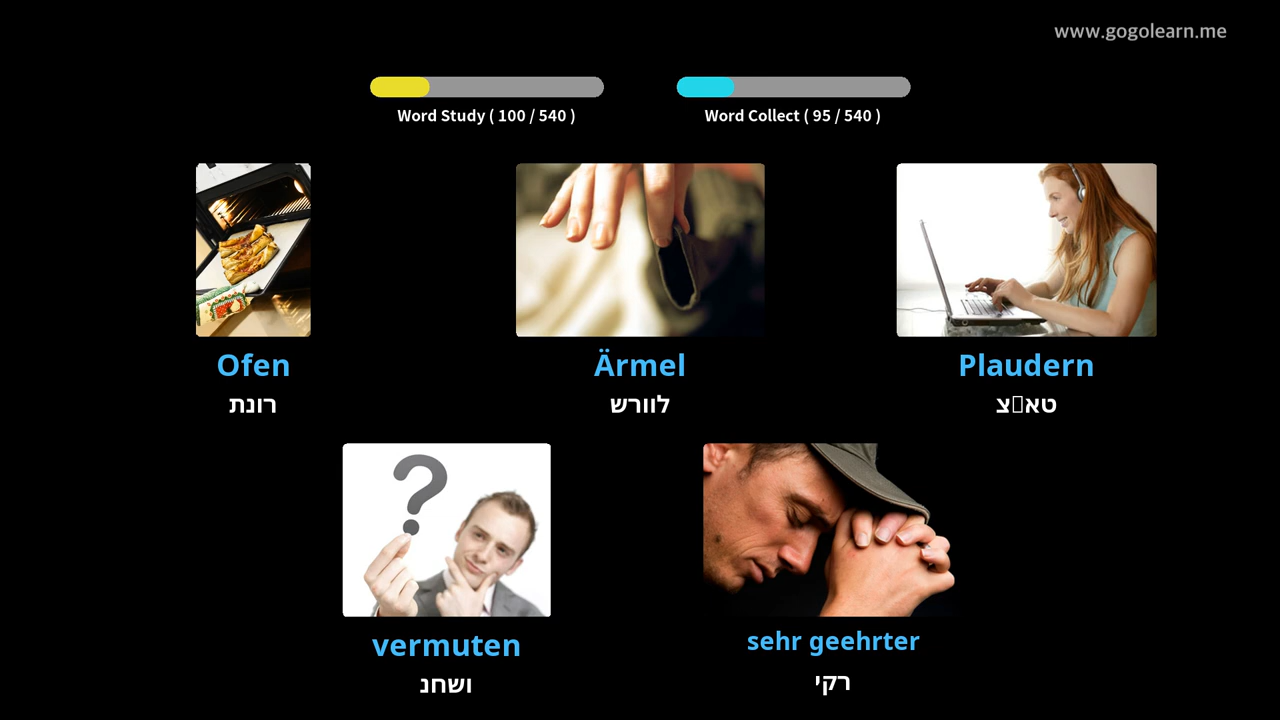 www.gogolearn.me
Word Study ( 100 / 540 )
Word Collect ( 95 / 540 )
Ofen
רונת
Ärmel
לוורש
Plaudern
טא▯צ
vermuten
ושחנ
sehr geehrter
רקי